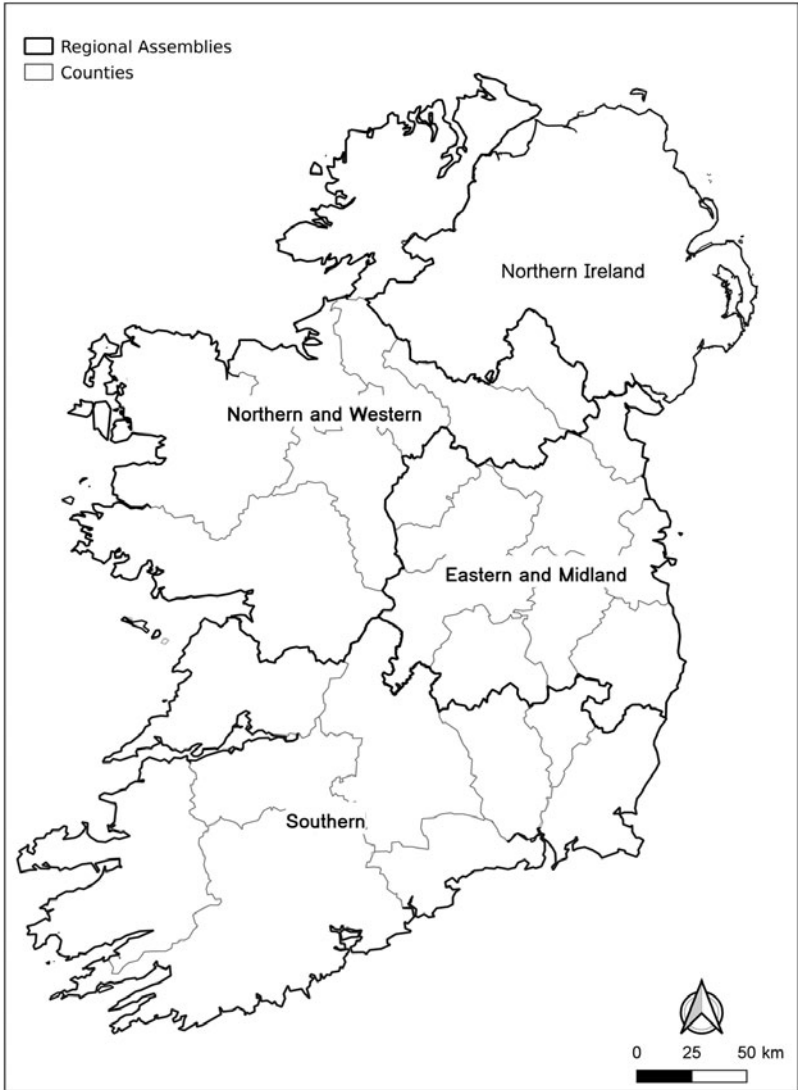 Regional Assemblies
Counties
Northern Ireland
Northern and Western
Eastern and Midland
Southern
0 25 50 km